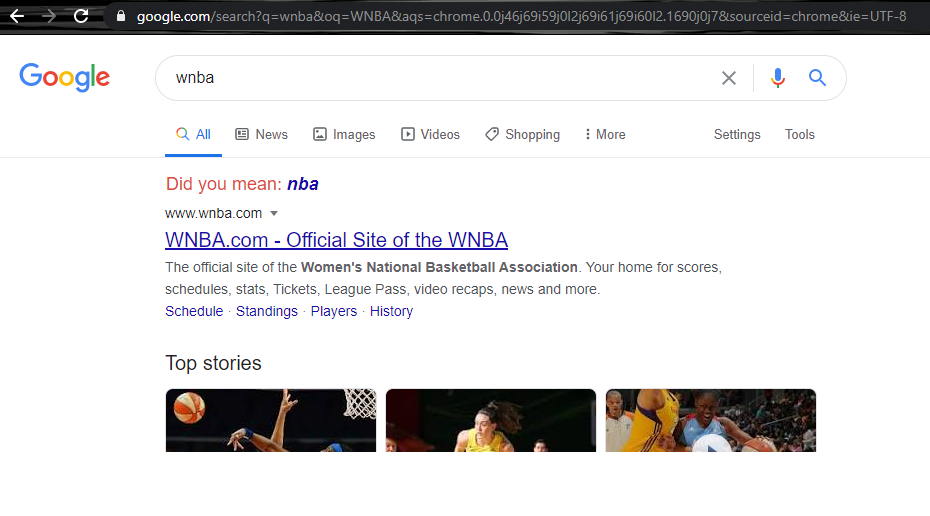 google.com/search?q=wnba&oq=WNBA&aqs=chrome.0.0j46j69i59j0l2j69i61j69i60l2.1690j0j7&sourceid=chrome&ie=UTF-8
Google
wnba
All News Images Videos Shopping More Settings Tools
Did you mean: nba
www.wnba.com
WNBA.com - Official Site of the WNBA
The official site of the Women's National Basketball Association. Your home for scores,
schedules, stats, Tickets, League Pass, video recaps, news and more.
Schedule · Standings · Players · History
Top stories